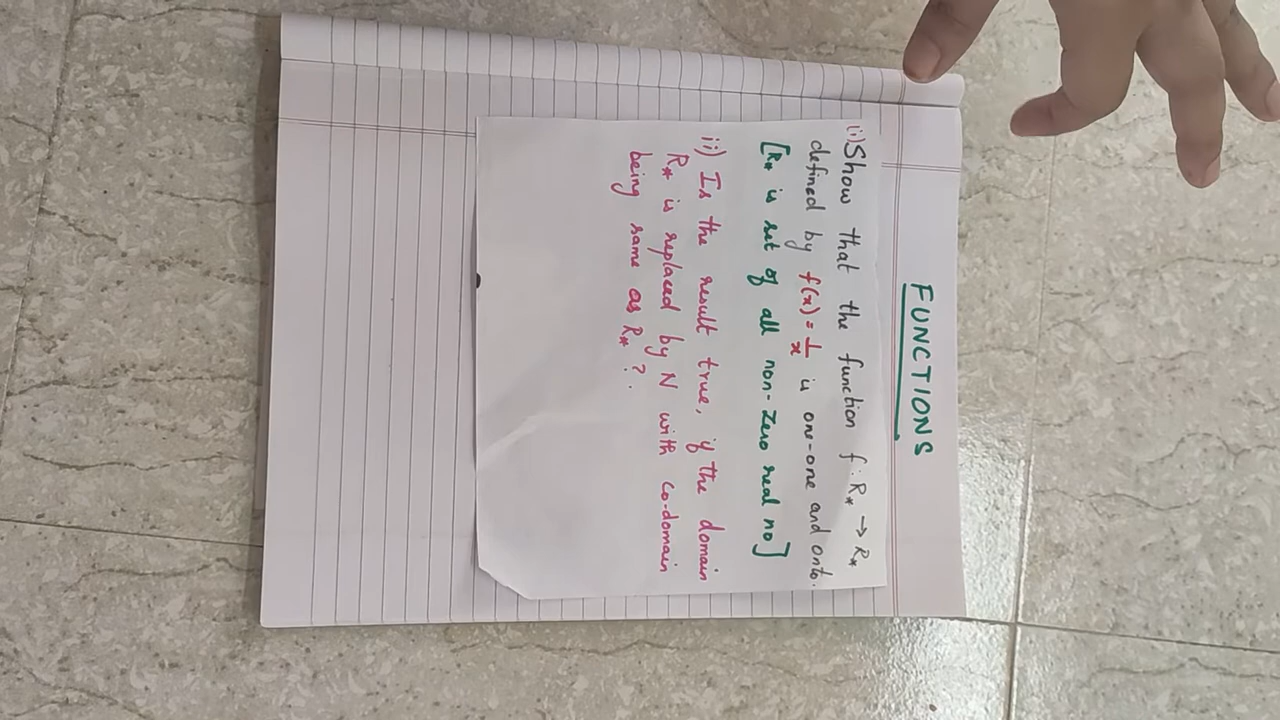 FUNCTIONS
(i) Show that the function f : R* → R*
defined by f(x) = 1/x is one-one and onto.
[R* is set of all non-zero real no]
ii) Is the result true, if the domain
R* is replaced by N with co-domain
being same as R* ?.